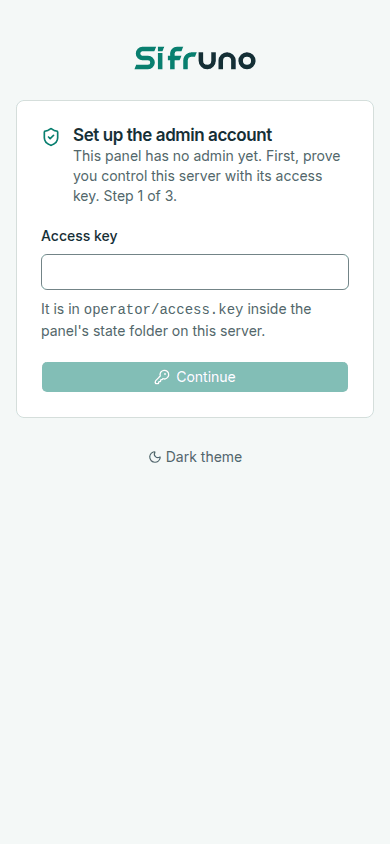 Sifruno
Set up the admin account
This panel has no admin yet. First, prove
you control this server with its access
key. Step 1 of 3.
Access key
It is in operator/access.key inside the
panel's state folder on this server.
Continue
Dark theme